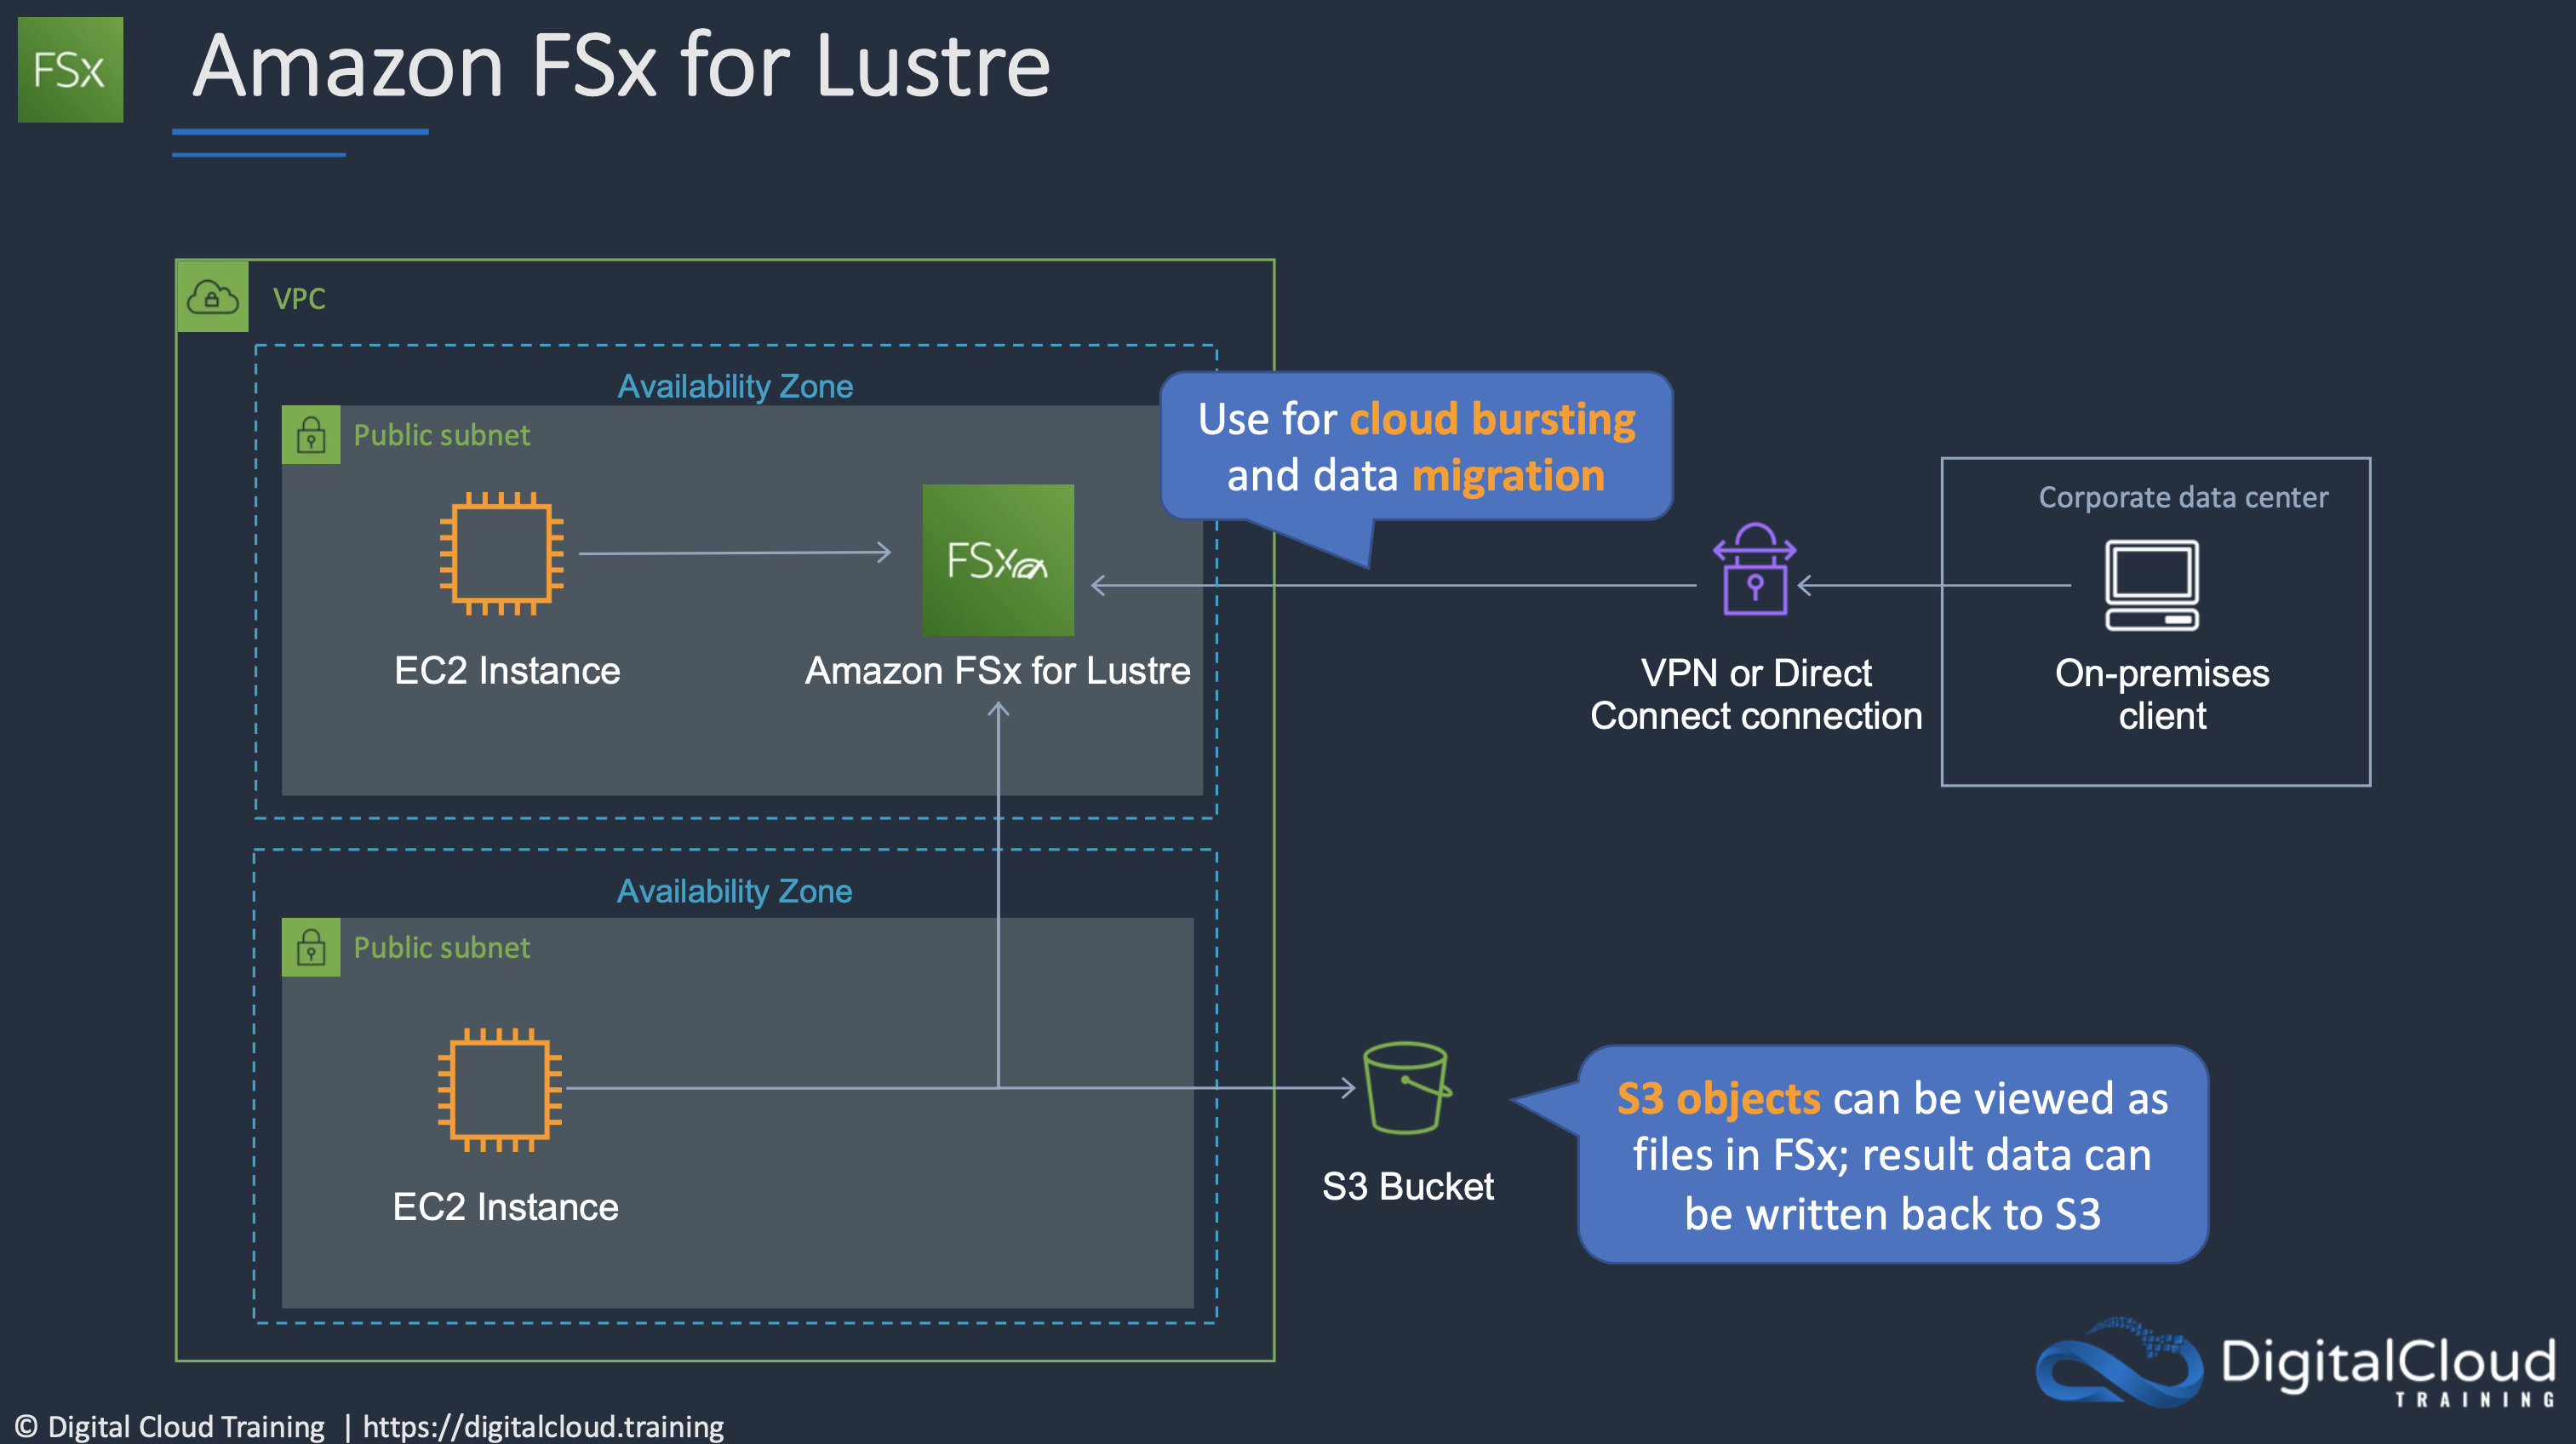 FSx
Amazon FSx for Lustre
VPC
Availability Zone
Public subnet
EC2 Instance
FSx
Amazon FSx for Lustre
Use for cloud bursting
and data migration
VPN or Direct
Connect connection
Corporate data center
On-premises
client
Availability Zone
Public subnet
EC2 Instance
S3 Bucket
S3 objects can be viewed as
files in FSx; result data can
be written back to S3
DigitalCloud
TRAINING
© Digital Cloud Training | https://digitalcloud.training